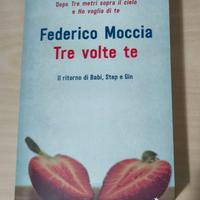 Dopo Tre metri sopra il cielo
e Ho voglia di te
Federico Moccia
Tre volte te
Il ritorno di Babi, Step e Gin